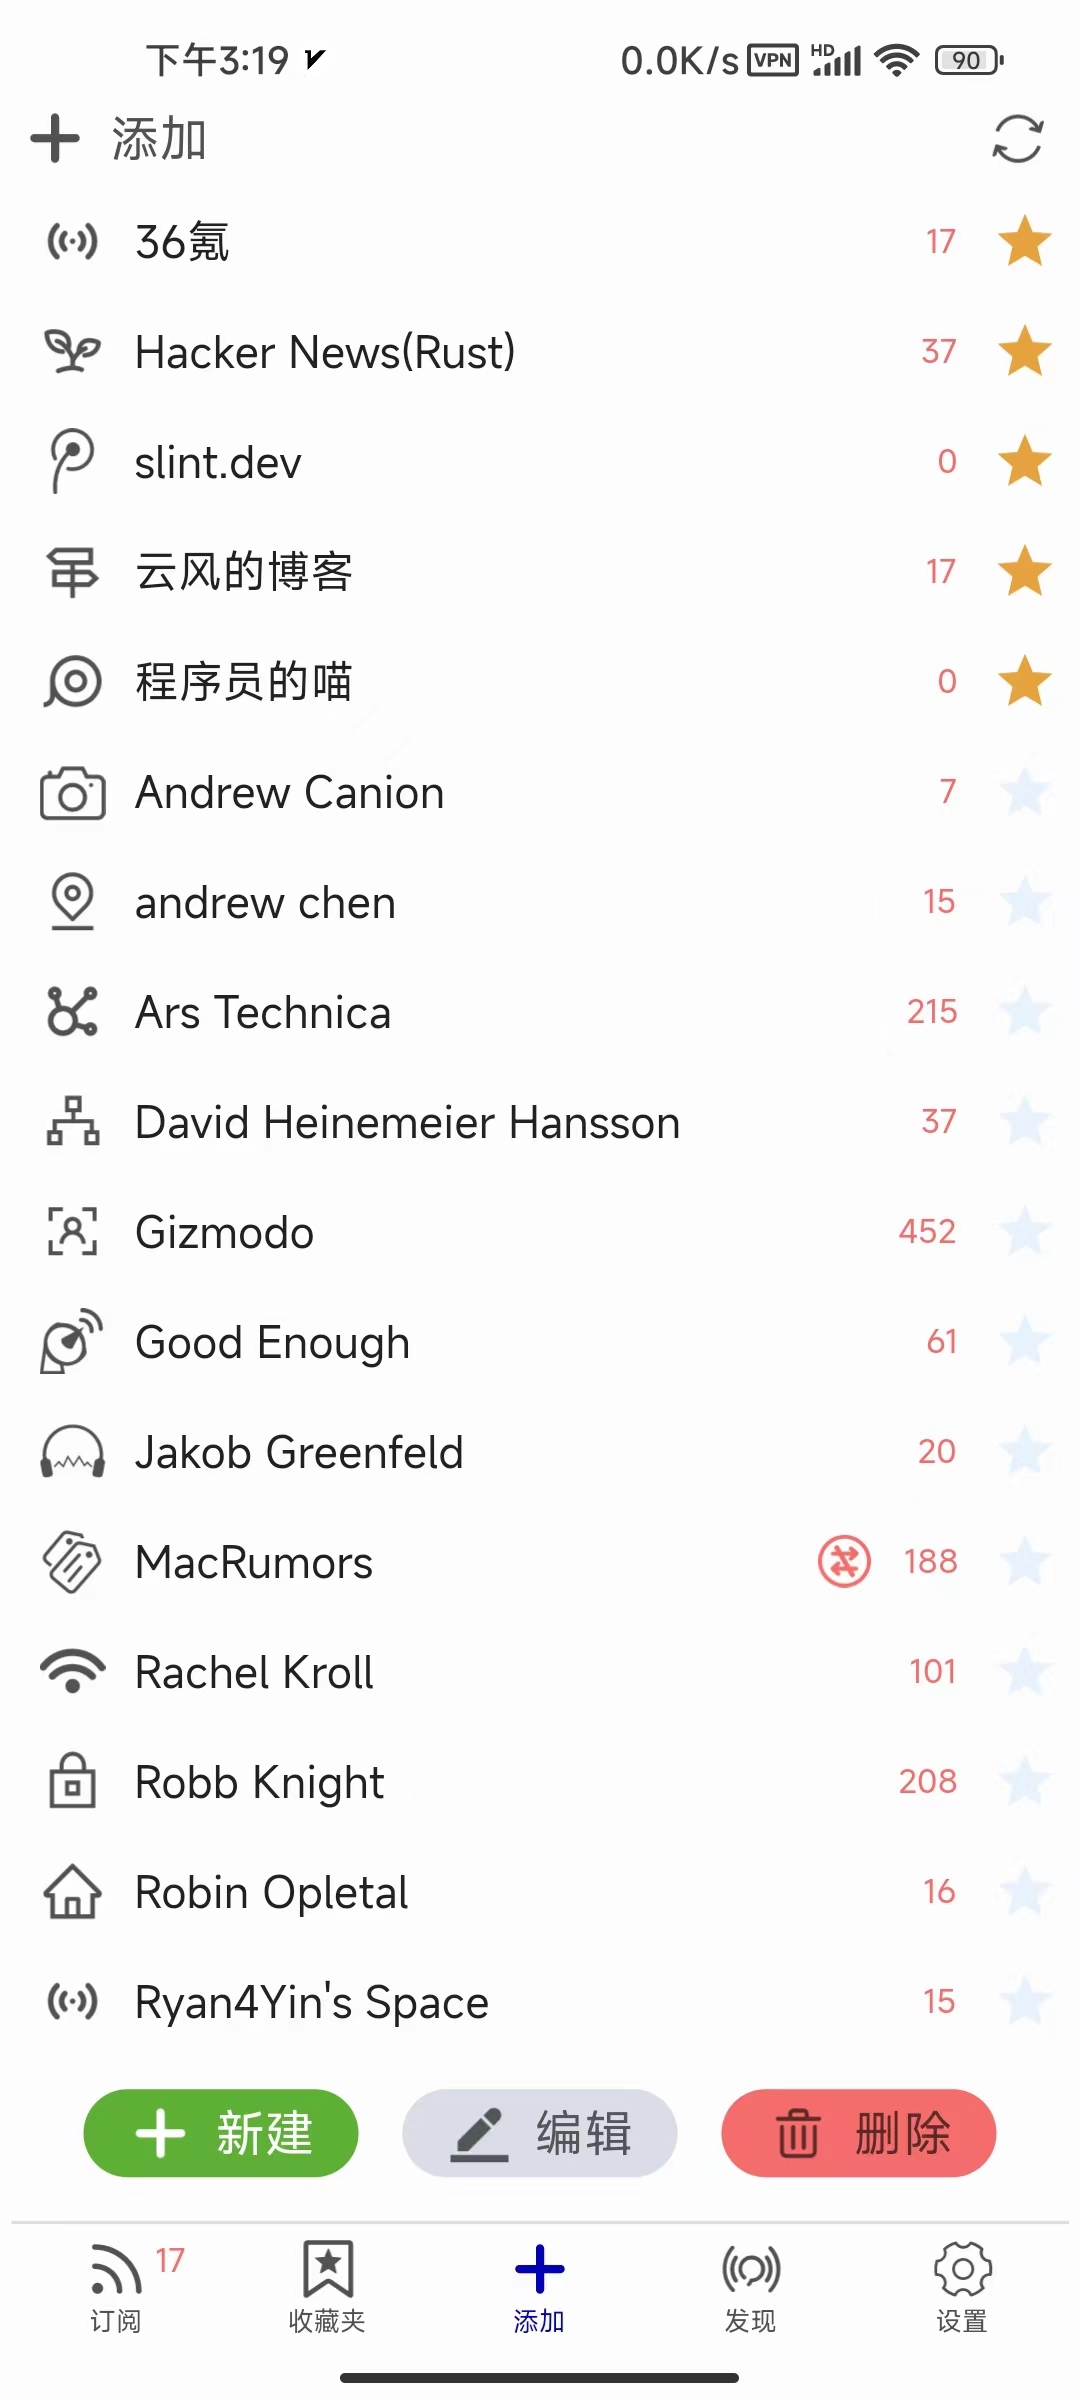 下午3:19 0.0K/s VPN HD 90
添加
36氪 17
Hacker News(Rust) 37
slint.dev 0
云风的博客 17
程序员的喵 0
Andrew Canion 7
andrew chen 15
Ars Technica 215
David Heinemeier Hansson 37
Gizmodo 452
Good Enough 61
Jakob Greenfeld 20
MacRumors 188
Rachel Kroll 101
Robb Knight 208
Robin Opletal 16
Ryan4Yin's Space 15
新建 编辑 删除
17
订阅 收藏夹 添加 发现 设置